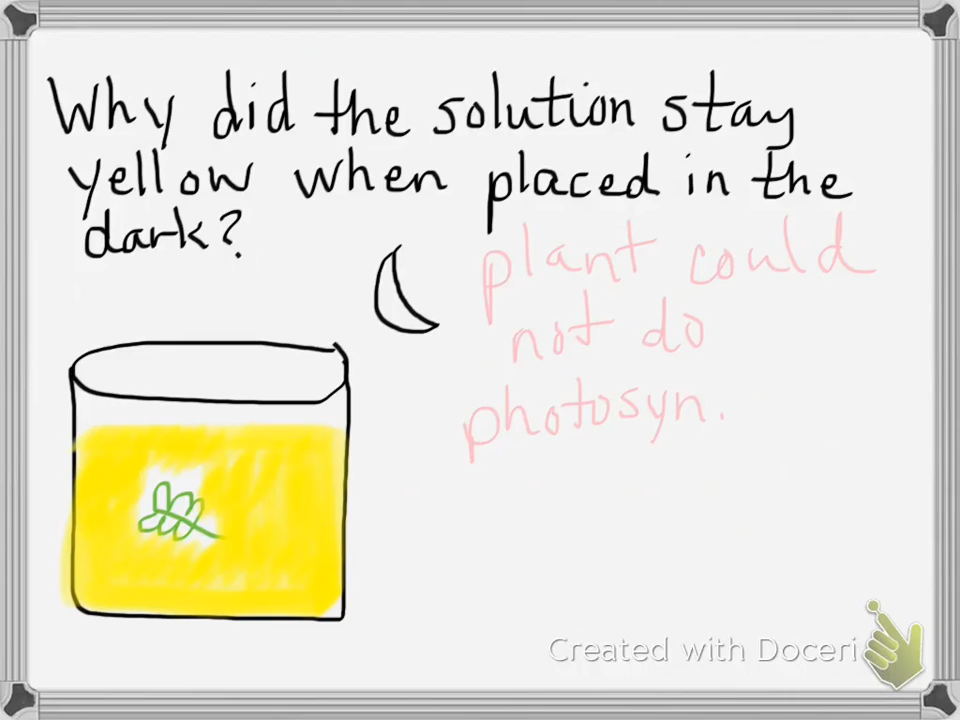 Why did the solution stay
yellow when placed in the
dark?
plant could
not do
photosyn.
Created with Doceri